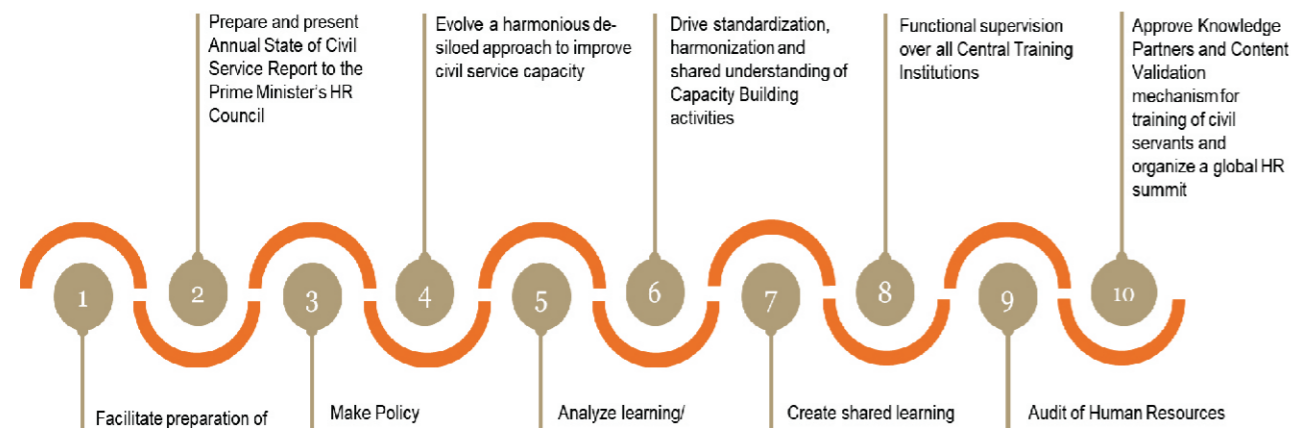 Prepare and present
Annual State of Civil
Service Report to the
Prime Minister's HR
Council
Evolve a harmonious de-
siloed approach to improve
civil service capacity
Drive standardization,
harmonization and
shared understanding of
Capacity Building
activities
Functional supervision
over all Central Training
Institutions
Approve Knowledge
Partners and Content
Validation
mechanism for
training of civil
servants and
organize a global HR
summit
1
2
3
4
5
6
7
8
9
10
Facilitate preparation of
Make Policy
Analyze learning/
Create shared learning
Audit of Human Resources